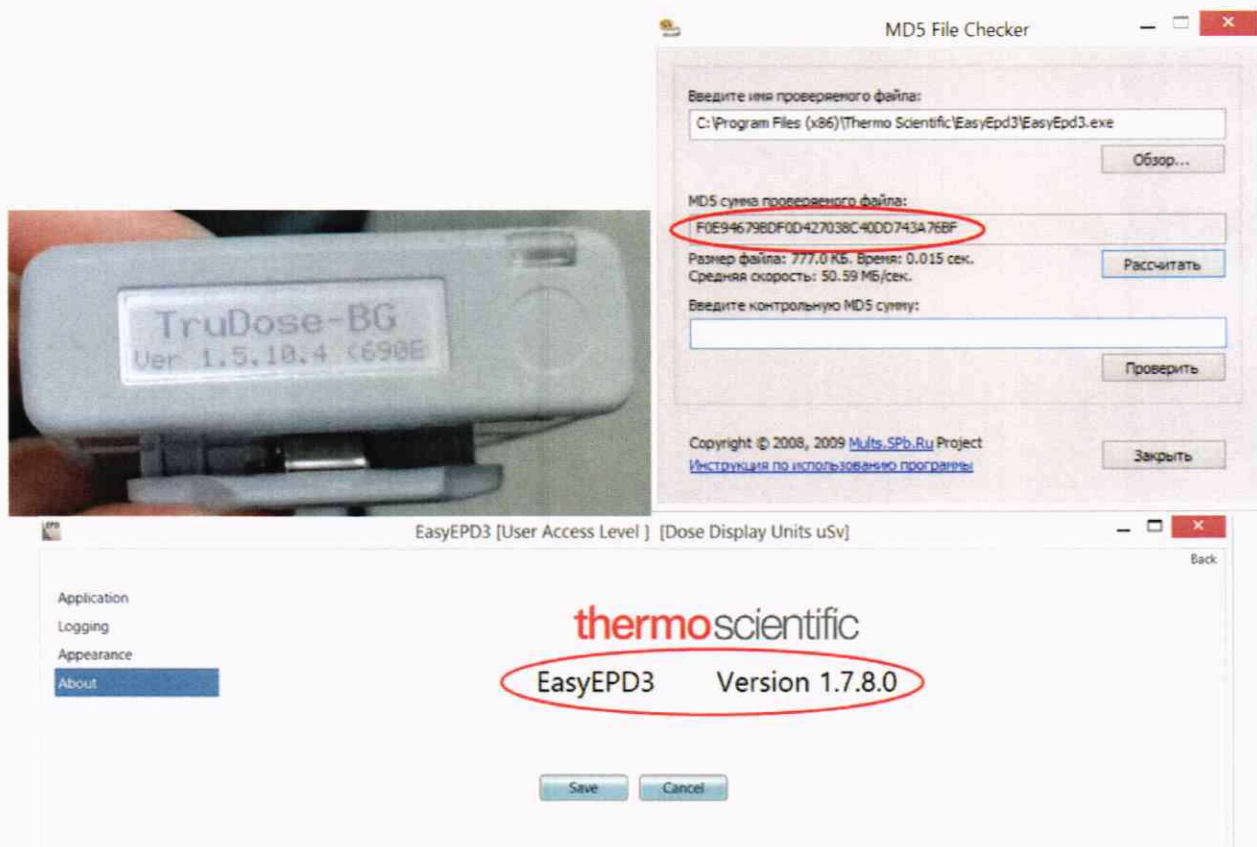 MD5 File Checker
Введите имя проверяемого файла:
C:\Program Files (x86)\Thermo Scientific\EasyEpd3\EasyEpd3.exe
Обзор...
MD5 сумма проверяемого файла:
F0E94679BDF0D427038C40DD743A76BF
Размер файла: 777.0 КБ. Время: 0.015 сек.
Средняя скорость: 50.59 МБ/сек.
Рассчитать
Введите контрольную MD5 сумму:
Проверить
Copyright © 2008, 2009 Mults.SPb.Ru Project
Инструкция по использованию программы
Закрыть
TruDose-BG
Ver 1.5.10.4 (690E
EPD
EasyEPD3 [User Access Level ] [Dose Display Units uSv]
Back
Application
Logging
Appearance
About
thermoscientific
EasyEPD3 Version 1.7.8.0
Save
Cancel